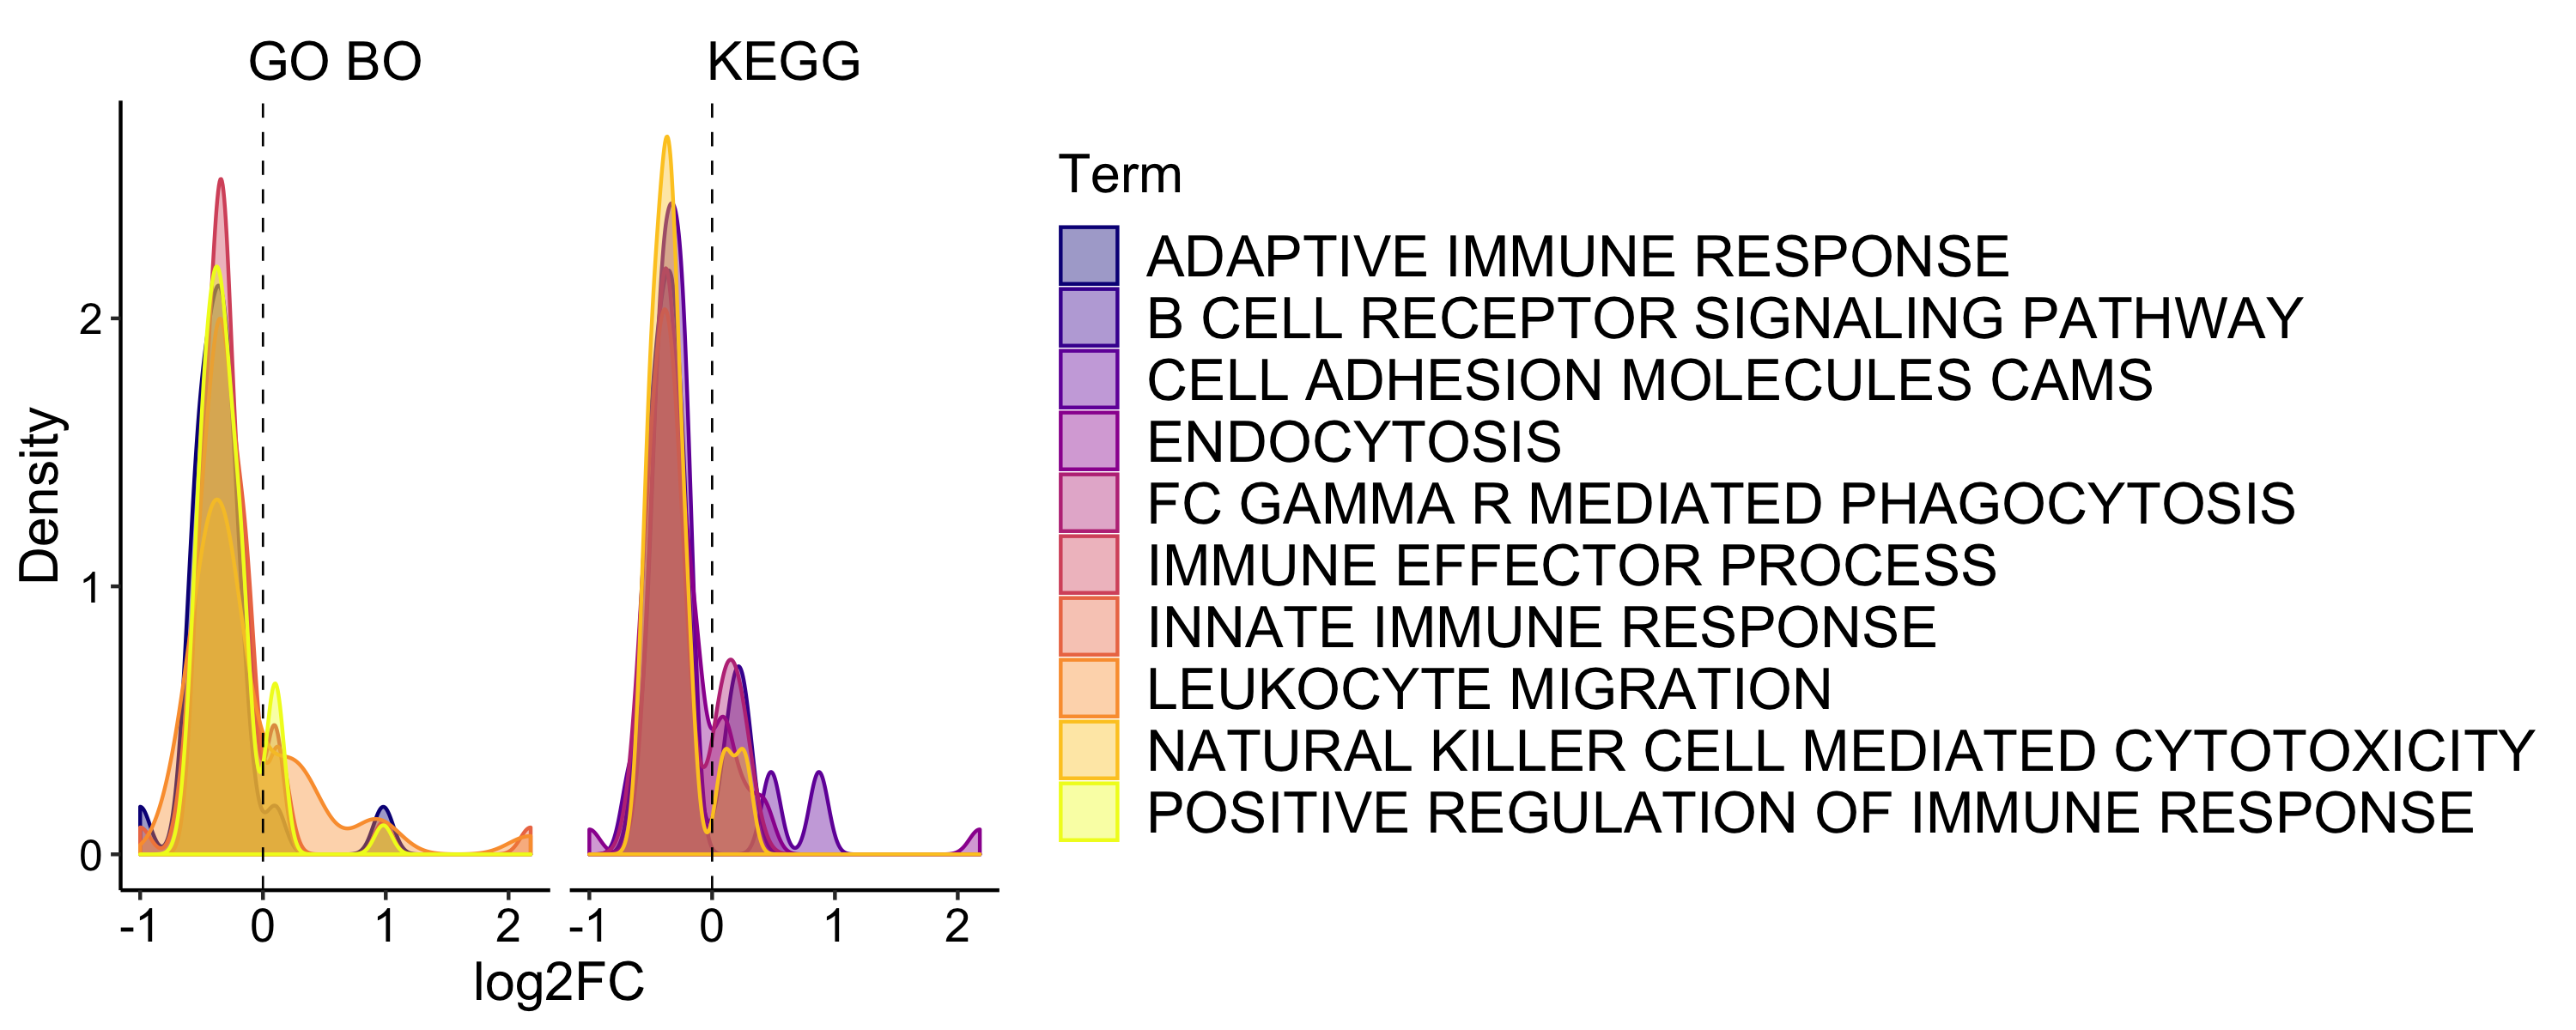 GO BO
KEGG
Density
2
1
0
-1 0 1 2
-1 0 1 2
log2FC
Term
ADAPTIVE IMMUNE RESPONSE
B CELL RECEPTOR SIGNALING PATHWAY
CELL ADHESION MOLECULES CAMS
ENDOCYTOSIS
FC GAMMA R MEDIATED PHAGOCYTOSIS
IMMUNE EFFECTOR PROCESS
INNATE IMMUNE RESPONSE
LEUKOCYTE MIGRATION
NATURAL KILLER CELL MEDIATED CYTOTOXICITY
POSITIVE REGULATION OF IMMUNE RESPONSE